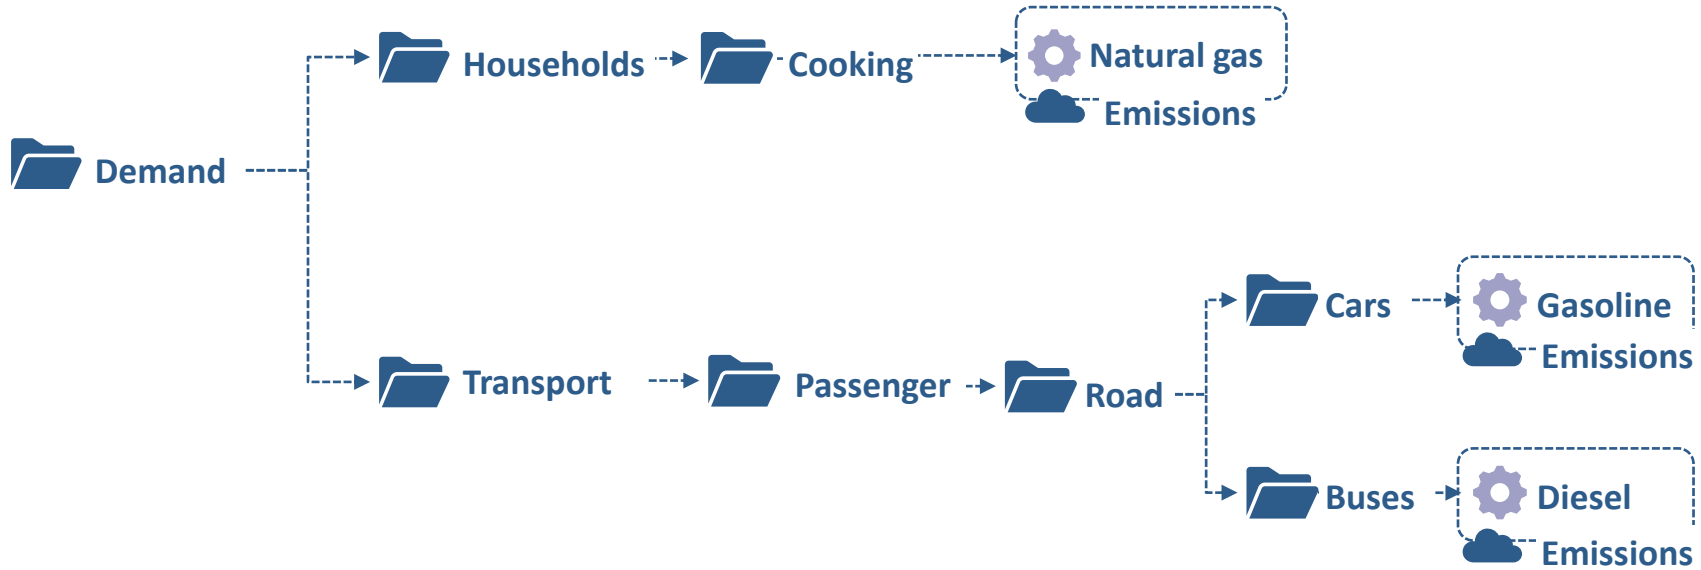 Households
Cooking
Natural gas
Emissions
Demand
Cars
Gasoline
Emissions
Transport
Passenger
Road
Buses
Diesel
Emissions